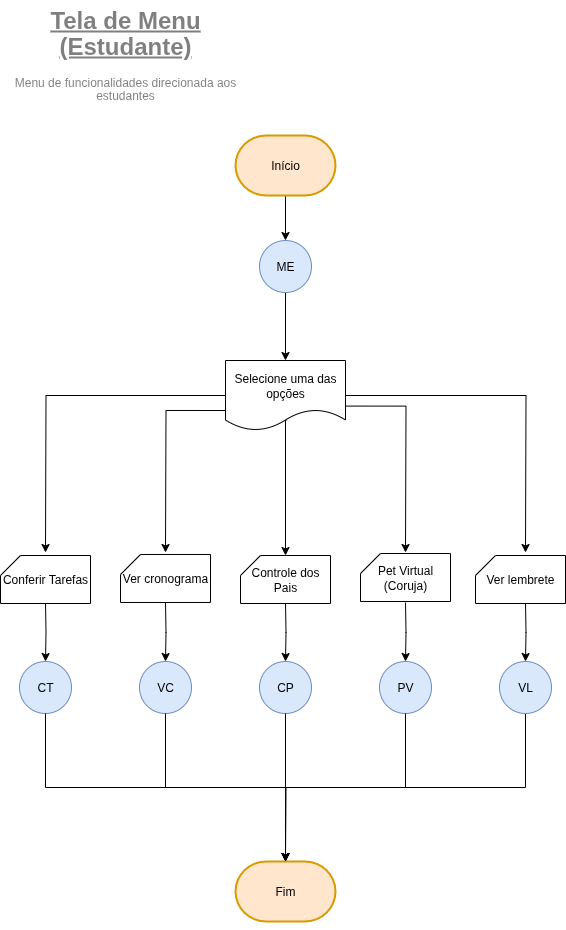 Tela de Menu
(Estudante)
Menu de funcionalidades direcionada aos
estudantes
Início
ME
Selecione uma das
opções
Conferir Tarefas
Ver cronograma
Controle dos
Pais
Pet Virtual
(Coruja)
Ver lembrete
CT
VC
CP
PV
VL
Fim